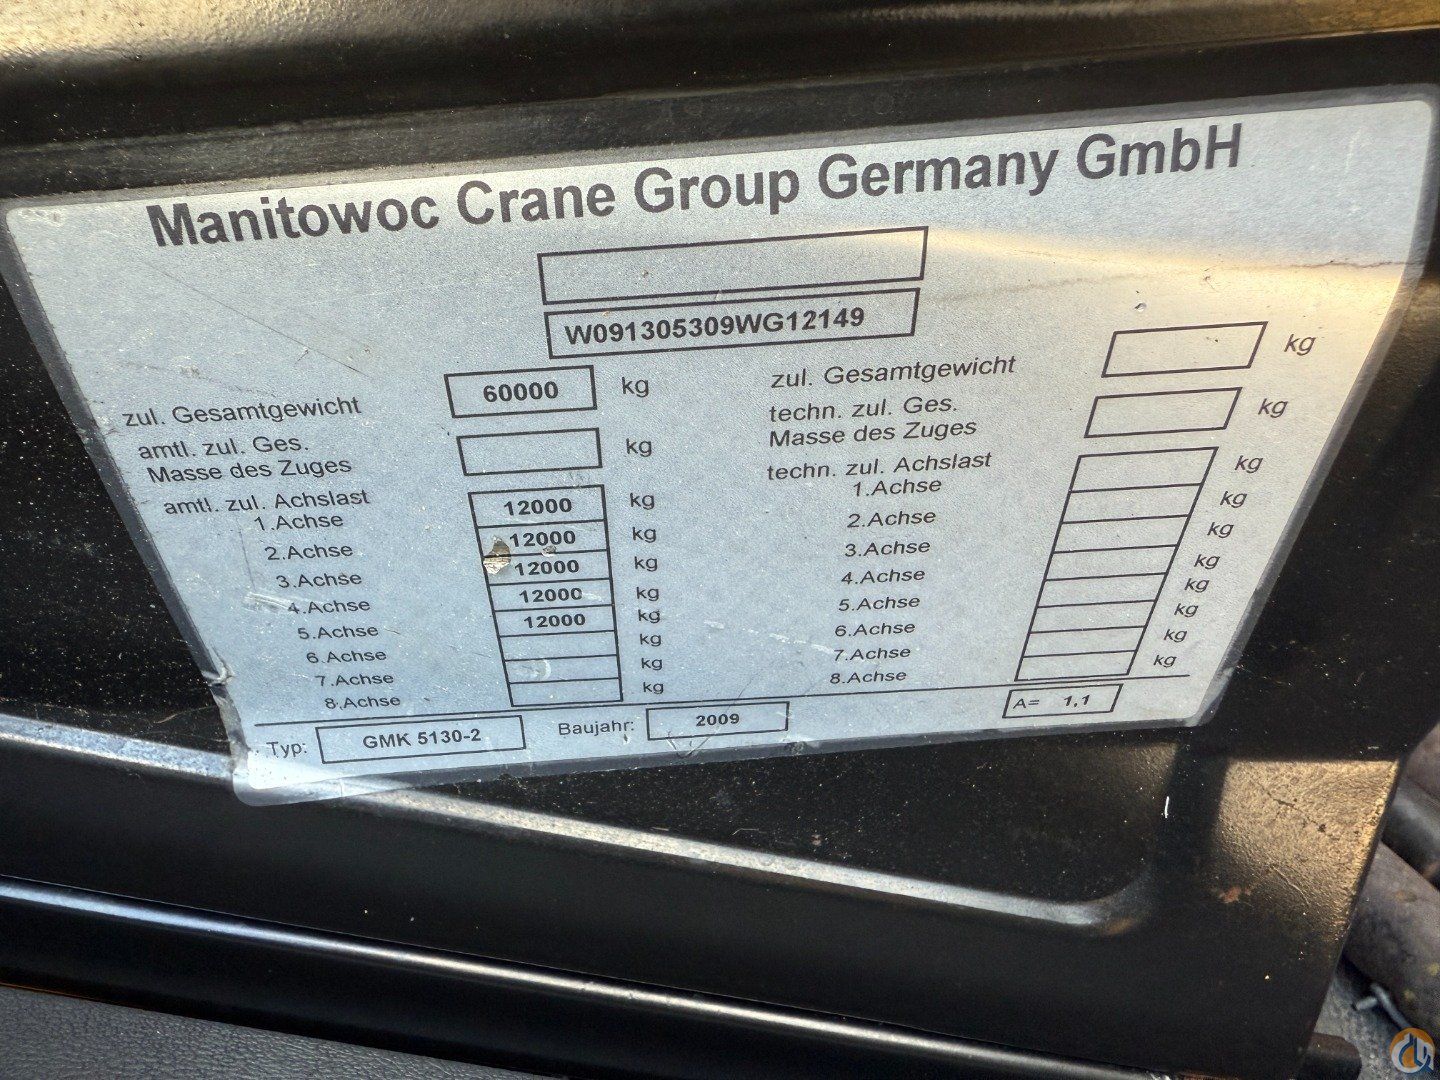 Manitowoc Crane Group Germany GmbH
W091305309WG12149
zul. Gesamtgewicht 60000 kg
amtl. zul. Ges.
Masse des Zuges kg
amtl. zul. Achslast
1.Achse 12000 kg
2.Achse 12000 kg
3.Achse 12000 kg
4.Achse 12000 kg
5.Achse 12000 kg
6.Achse kg
7.Achse kg
8.Achse kg
zul. Gesamtgewicht kg
techn. zul. Ges.
Masse des Zuges kg
techn. zul. Achslast
1.Achse kg
2.Achse kg
3.Achse kg
4.Achse kg
5.Achse kg
6.Achse kg
7.Achse kg
8.Achse kg
Typ: GMK 5130-2 Baujahr: 2009 A= 1,1